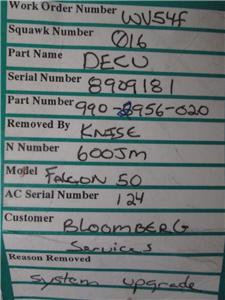 Work Order Number WV54f
Squawk Number 016
Part Name DECU
Serial Number 8909181
Part Number 990-8956-020
Removed By KNISE
N Number 600Jm
Model FALCON 50
AC Serial Number 124
Customer BLOOMBERG
Services
Reason Removed
system upgrade